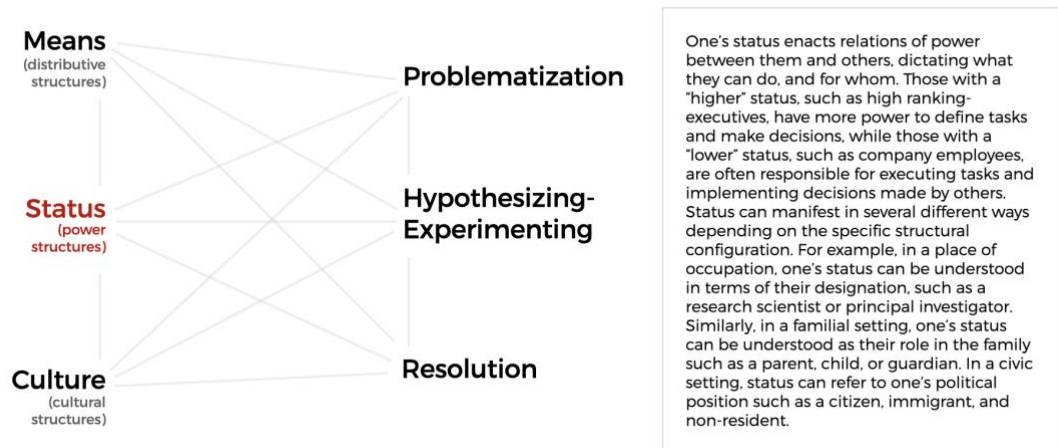 Means
(distributive
structures)
Status
(power
structures)
Culture
(cultural
structures)
Problematization
Hypothesizing-
Experimenting
Resolution
One's status enacts relations of power
between them and others, dictating what
they can do, and for whom. Those with a
"higher" status, such as high ranking-
executives, have more power to define tasks
and make decisions, while those with a
"lower" status, such as company employees,
are often responsible for executing tasks and
implementing decisions made by others.
Status can manifest in several different ways
depending on the specific structural
configuration. For example, in a place of
occupation, one's status can be understood
in terms of their designation, such as a
research scientist or principal investigator.
Similarly, in a familial setting, one's status
can be understood as their role in the family
such as a parent, child, or guardian. In a civic
setting, status can refer to one's political
position such as a citizen, immigrant, and
non-resident.